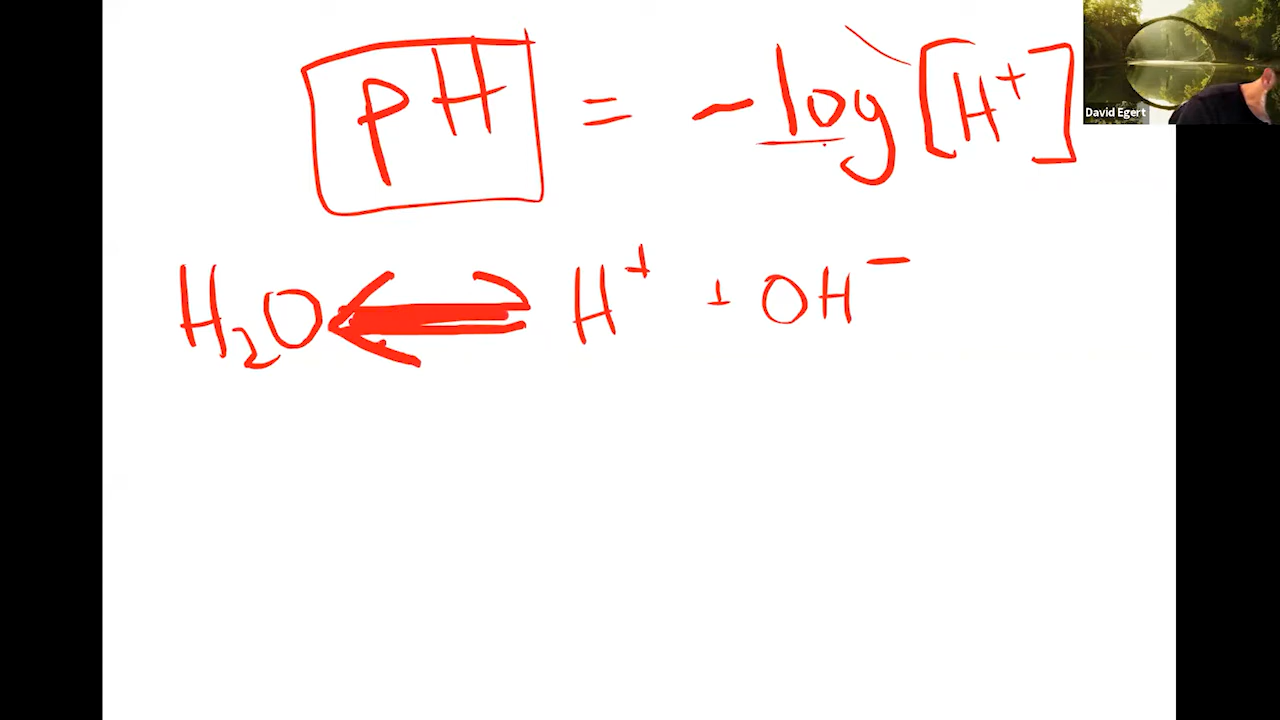 pH = -log [H⁺]
David Egert
H₂O ⟷ H⁺ + OH⁻